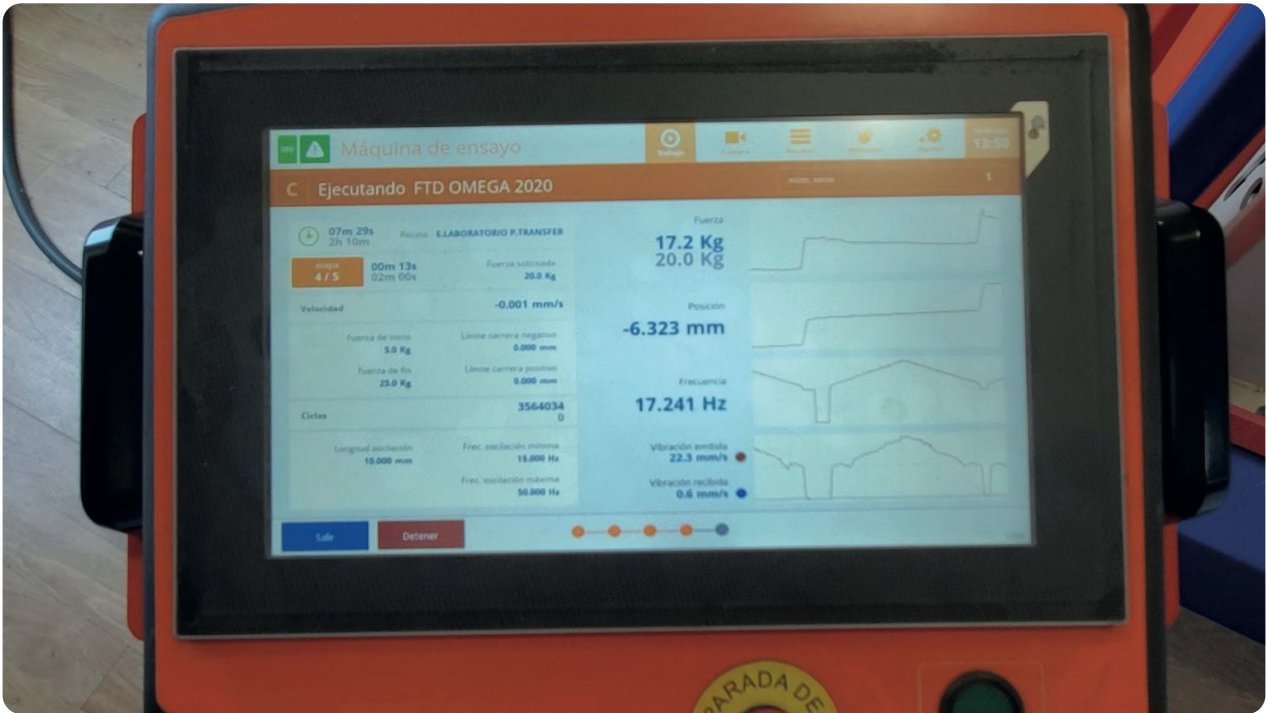 Máquina de ensayo
Trabajo
13:50
C Ejecutando FTD OMEGA 2020
núm. serie 1
07m 29s
2h 10m
Receta E.LABORATORIO P.TRANSFER
etapa
4 / 5
00m 13s
02m 00s
Fuerza solicitada
20.0 Kg
Velocidad -0.001 mm/s
Fuerza de inicio
5.0 Kg
Límite carrera negativo
0.000 mm
Fuerza de fin
25.0 Kg
Límite carrera positivo
0.000 mm
Ciclos
3564034
0
Longitud oscilación
10.000 mm
Frec. oscilación mínima
15.000 Hz
Frec. oscilación máxima
50.000 Hz
Fuerza
17.2 Kg
20.0 Kg
Posición
-6.323 mm
Frecuencia
17.241 Hz
Vibración emitida
22.3 mm/s
Vibración recibida
0.6 mm/s
Salir
Detener
PARADA DE